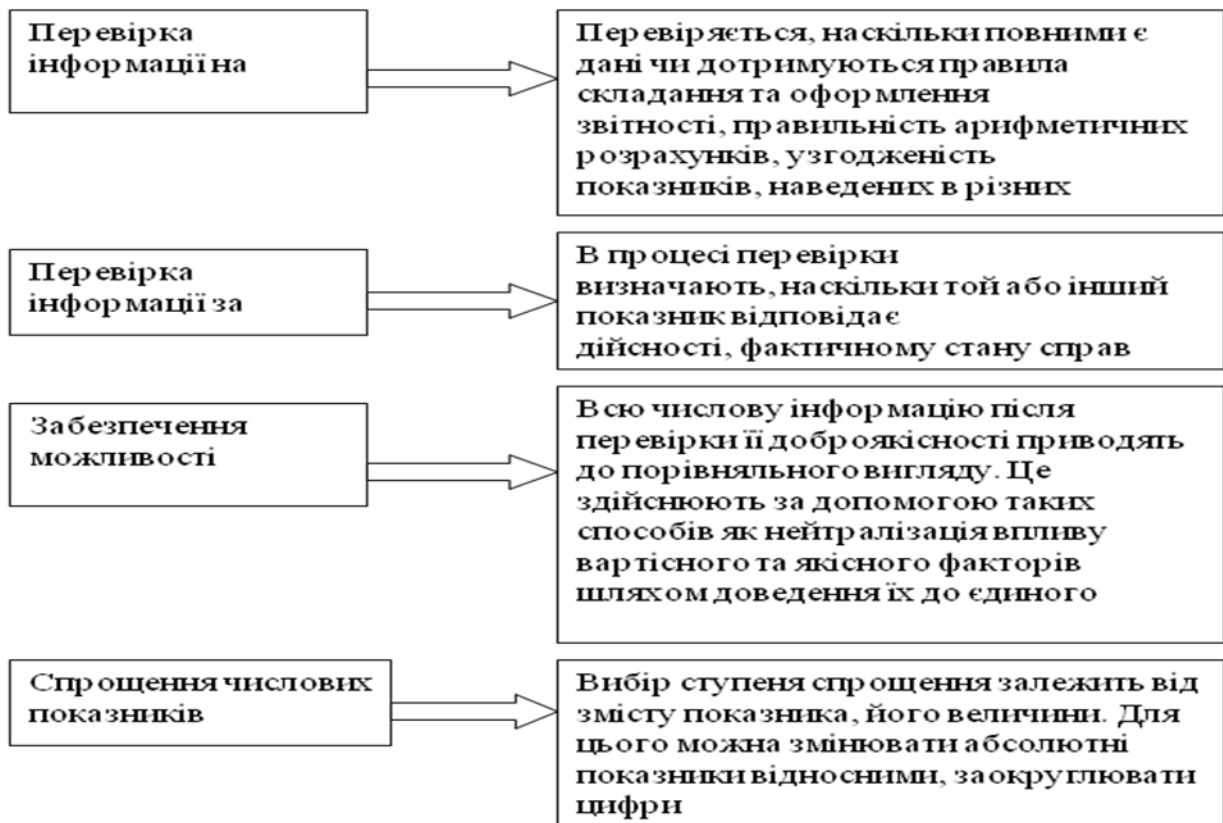 Перевірка
інформації на
Перевіряється, наскільки повними є
дані чи дотримуються правила
складання та оформлення
звітності, правильність арифметичних
розрахунків, узгодженість
показників, наведених в різних
Перевірка
інформації за
В процесі перевірки
визначають, наскільки той або інший
показник відповідає
дійсності, фактичному стану справ
Забезпечення
можливості
Всю числову інформацію після
перевірки її доброякісності приводять
до порівняльного вигляду. Це
здійснюють за допомогою таких
способів як нейтралізація впливу
вартісного та якісного факторів
шляхом доведення їх до єдиного
Спрощення числових
показників
Вибір ступеня спрощення залежить від
змісту показника, його величини. Для
цього можна змінювати абсолютні
показники відносними, заокруглювати
цифри